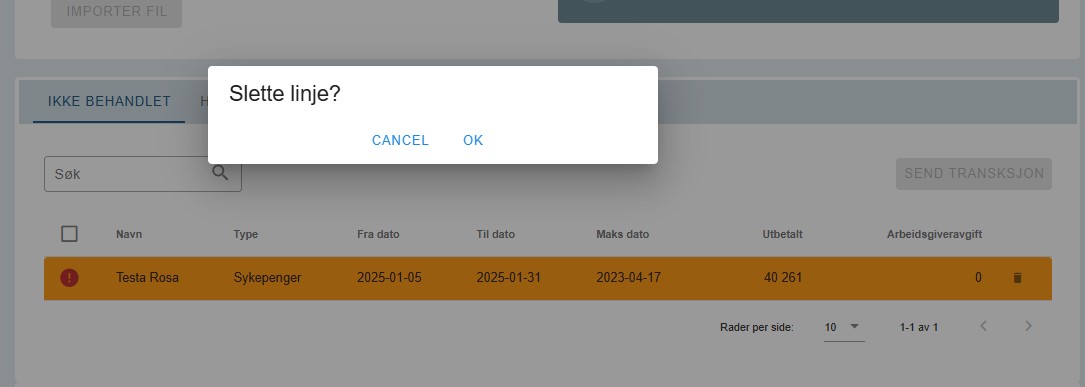 IMPORTER FIL
Slette linje?
CANCEL OK
IKKE BEHANDLET H
Søk
SEND TRANSKSJON
Navn Type Fra dato Til dato Maks dato Utbetalt Arbeidsgiveravgift
Testa Rosa Sykepenger 2025-01-05 2025-01-31 2023-04-17 40 261 0
Rader per side: 10 1-1 av 1